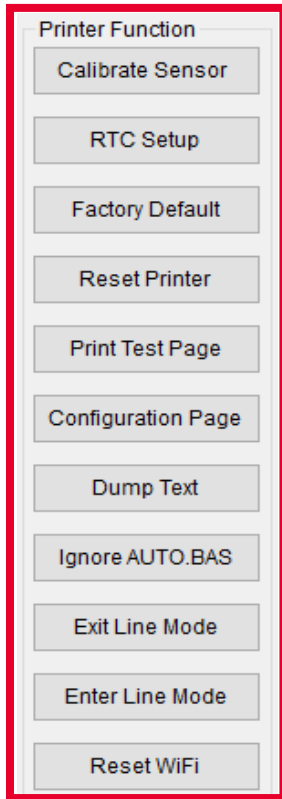 Printer Function
Calibrate Sensor
RTC Setup
Factory Default
Reset Printer
Print Test Page
Configuration Page
Dump Text
Ignore AUTO.BAS
Exit Line Mode
Enter Line Mode
Reset WiFi